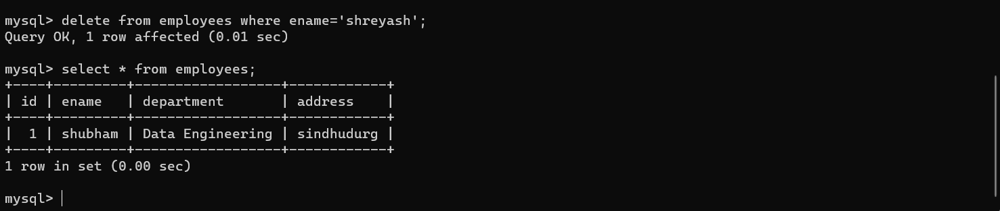 mysql> delete from employees where ename='shreyash';
Query OK, 1 row affected (0.01 sec)
mysql> select * from employees;
+----+---------+------------------+------------+
| id | ename   | department       | address    |
+----+---------+------------------+------------+
|  1 | shubham | Data Engineering | sindhudurg |
+----+---------+------------------+------------+
1 row in set (0.00 sec)
mysql>